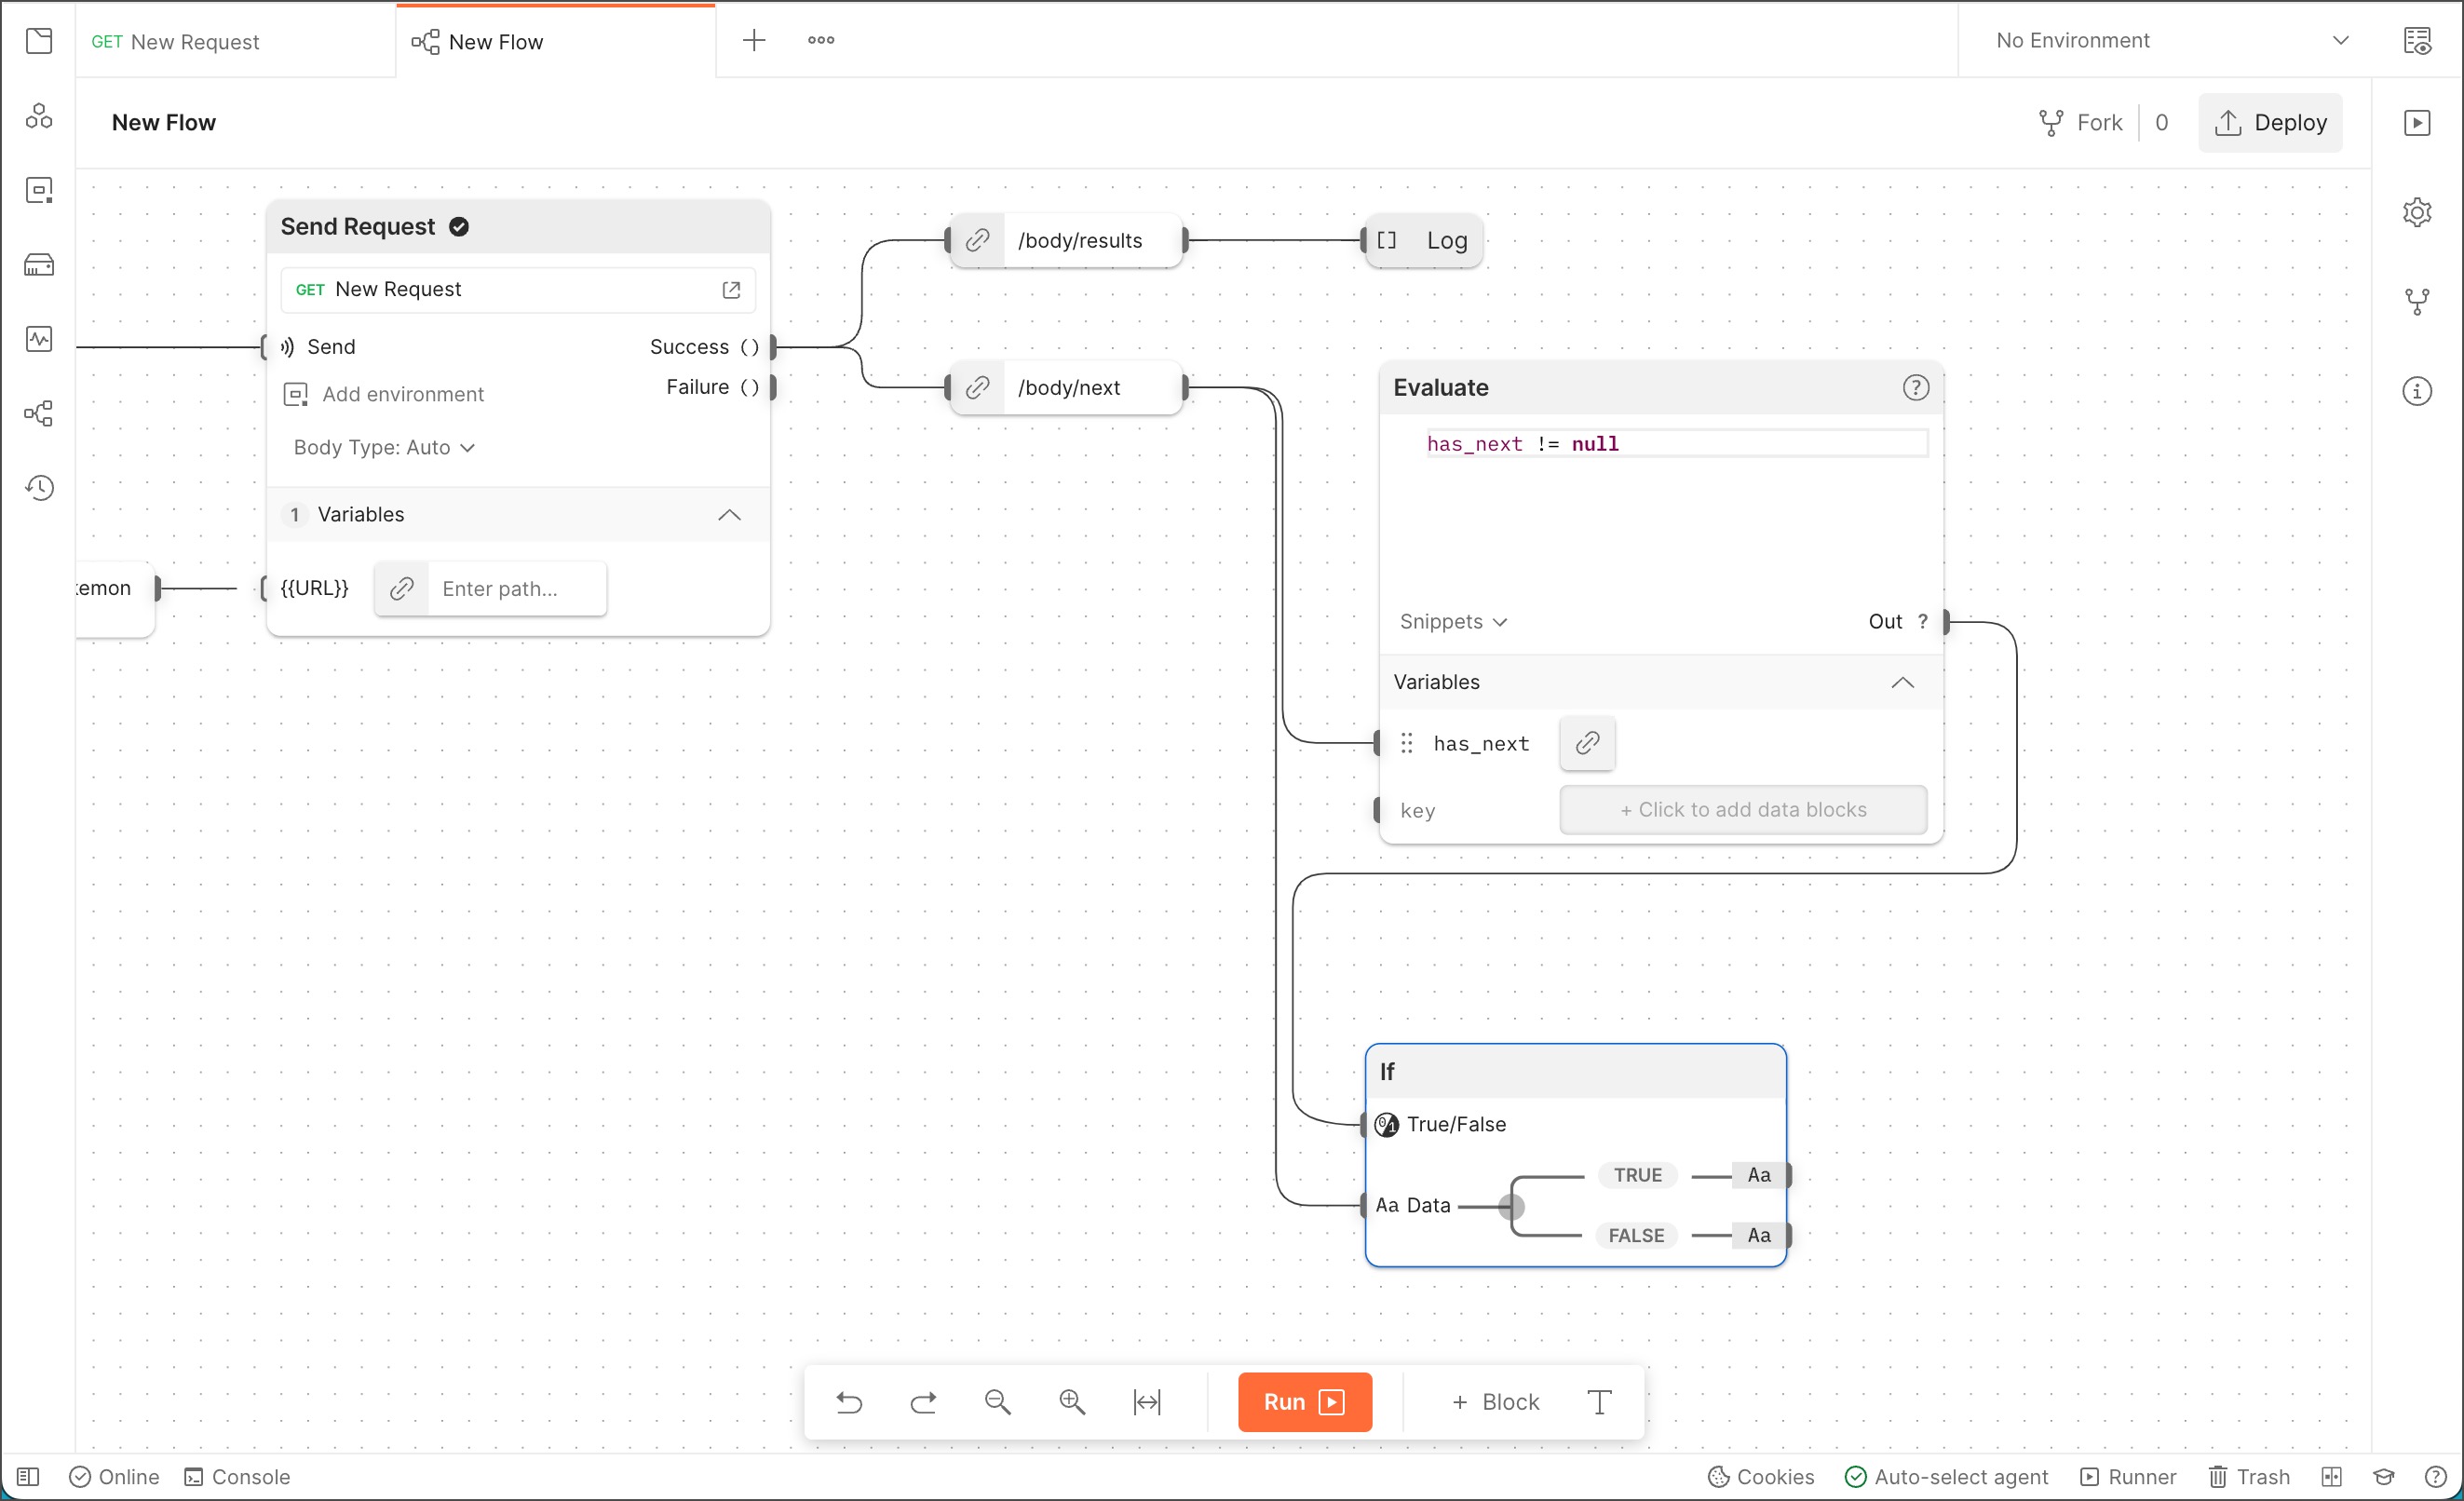 GET New Request
New Flow
No Environment
New Flow
Fork 0
Deploy
Send Request
GET New Request
Send
Success ()
Add environment
Failure ()
Body Type: Auto
1 Variables
{{URL}}
Enter path...
/body/results
Log
/body/next
Evaluate
has_next != null
Snippets
Out ?
Variables
has_next
key
+ Click to add data blocks
If
True/False
Aa Data
TRUE
Aa
FALSE
Aa
Run
+ Block
Online
Console
Cookies
Auto-select agent
Runner
Trash